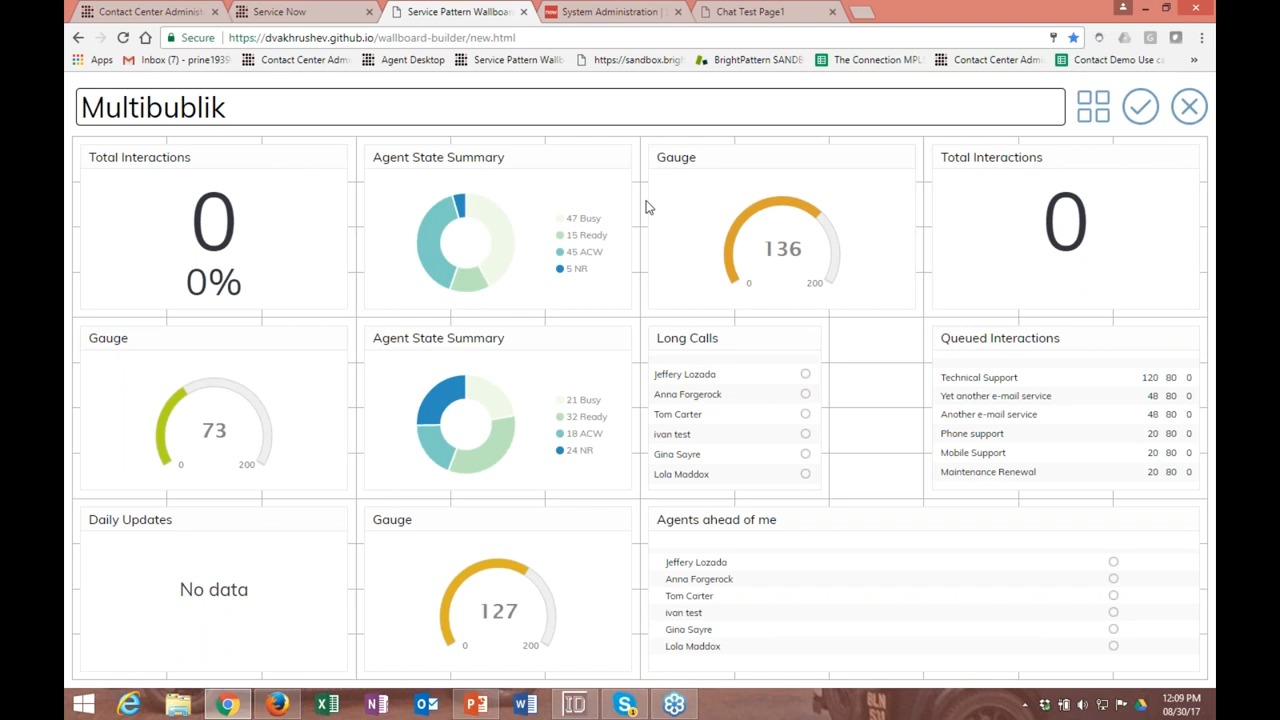 Contact Center Administ
Service Now
Service Pattern Wallboar
System Administration | S
Chat Test Page1
Secure
https://dvakhrushev.github.io/wallboard-builder/new.html
Apps
Inbox (7) - prine1939
Contact Center Adm
Agent Desktop
Service Pattern Wallb
https://sandbox.brigh
BrightPattern SANDB
The Connection MPL
Contact Center Adm
Contact Demo Use c
»
Multibublik
Total Interactions
0
0%
Agent State Summary
47 Busy
15 Ready
45 ACW
5 NR
Gauge
136
0
200
Total Interactions
0
Gauge
73
0
200
Agent State Summary
21 Busy
32 Ready
18 ACW
24 NR
Long Calls
Jeffery Lozada
Anna Forgerock
Tom Carter
ivan test
Gina Sayre
Lola Maddox
Queued Interactions
Technical Support 120 80 0
Yet another e-mail service 48 80 0
Another e-mail service 48 80 0
Phone support 20 80 0
Mobile Support 20 80 0
Maintenance Renewal 20 80 0
Daily Updates
No data
Gauge
127
0
200
Agents ahead of me
Jeffery Lozada
Anna Forgerock
Tom Carter
ivan test
Gina Sayre
Lola Maddox
12:09 PM
08/30/17